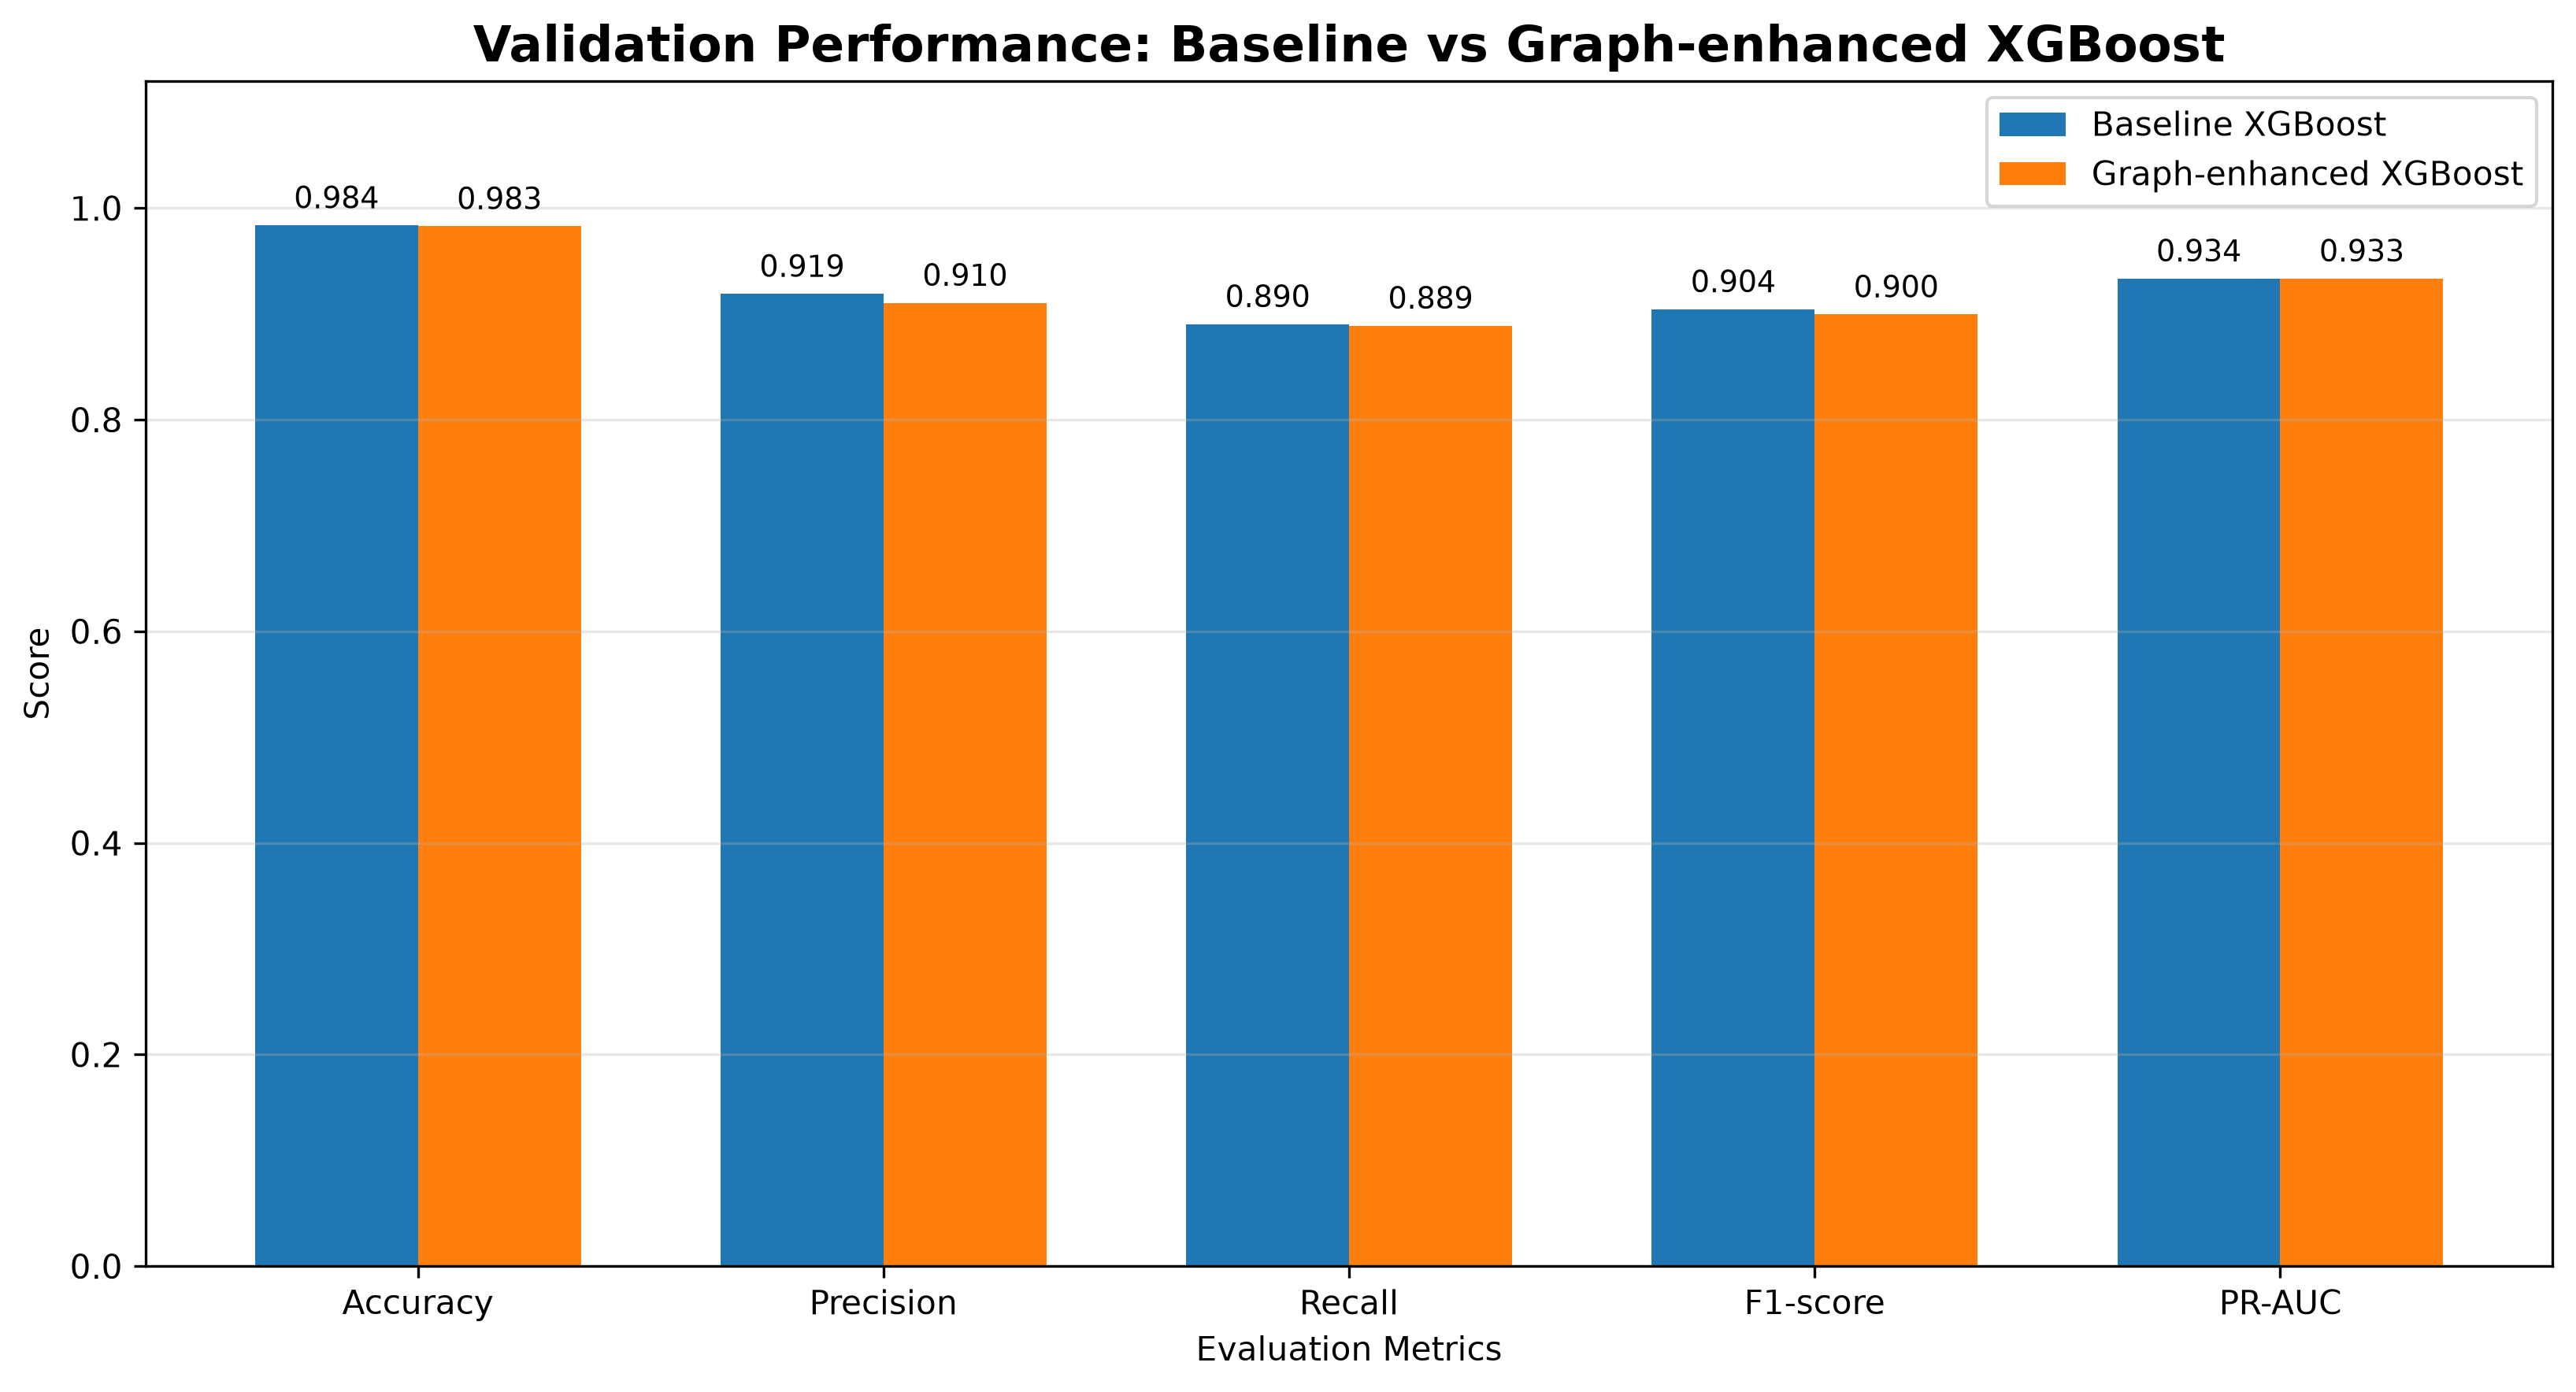 Validation Performance: Baseline vs Graph-enhanced XGBoost
Baseline XGBoost
Graph-enhanced XGBoost
0.984 0.983
0.919 0.910
0.890 0.889
0.904 0.900
0.934 0.933
1.0
0.8
0.6
0.4
0.2
0.0
Score
Accuracy Precision Recall F1-score PR-AUC
Evaluation Metrics